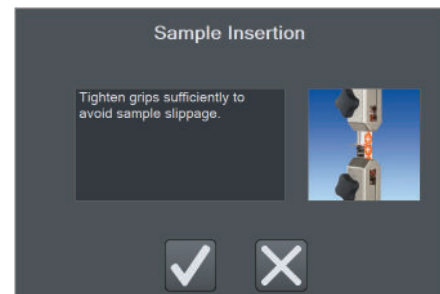 Sample Insertion
Tighten grips sufficiently to
avoid sample slippage.